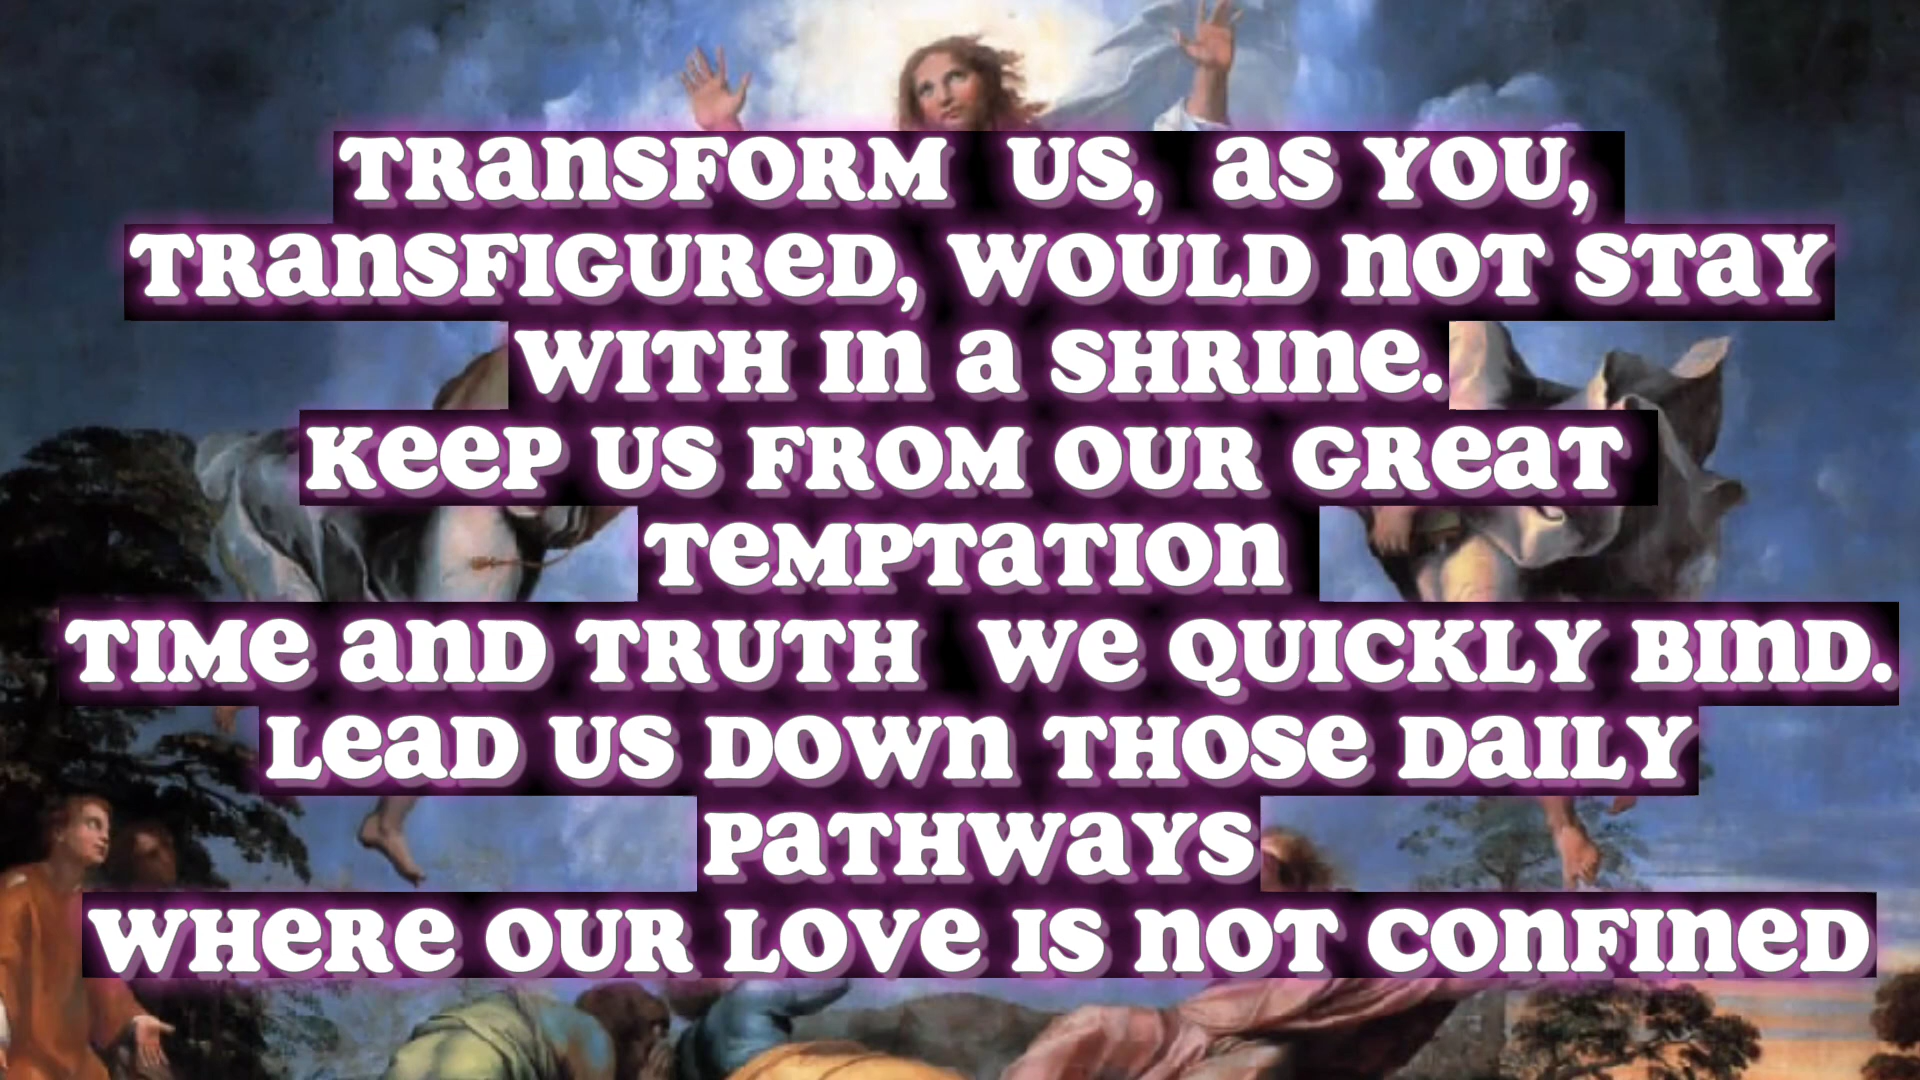 TRANSFORM US, AS YOU,
TRANSFIGURED, WOULD NOT STAY
WITH IN A SHRINE.
KEEP US FROM OUR GREAT
TEMPTATION
TIME AND TRUTH WE QUICKLY BIND.
LEAD US DOWN THOSE DAILY
PATHWAYS
WHERE OUR LOVE IS NOT CONFINED